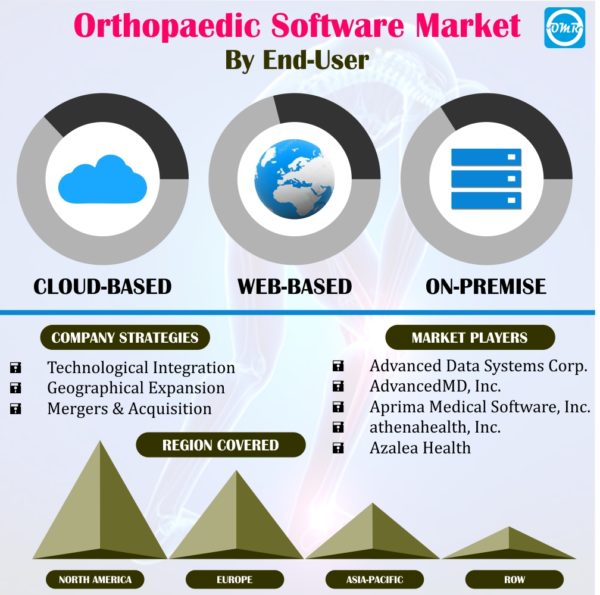 Orthopaedic Software Market
By End-User
OMR
CLOUD-BASED
WEB-BASED
ON-PREMISE
COMPANY STRATEGIES
Technological Integration
Geographical Expansion
Mergers & Acquisition
MARKET PLAYERS
Advanced Data Systems Corp.
AdvancedMD, Inc.
Aprima Medical Software, Inc.
athenahealth, Inc.
Azalea Health
REGION COVERED
NORTH AMERICA
EUROPE
ASIA-PACIFIC
ROW